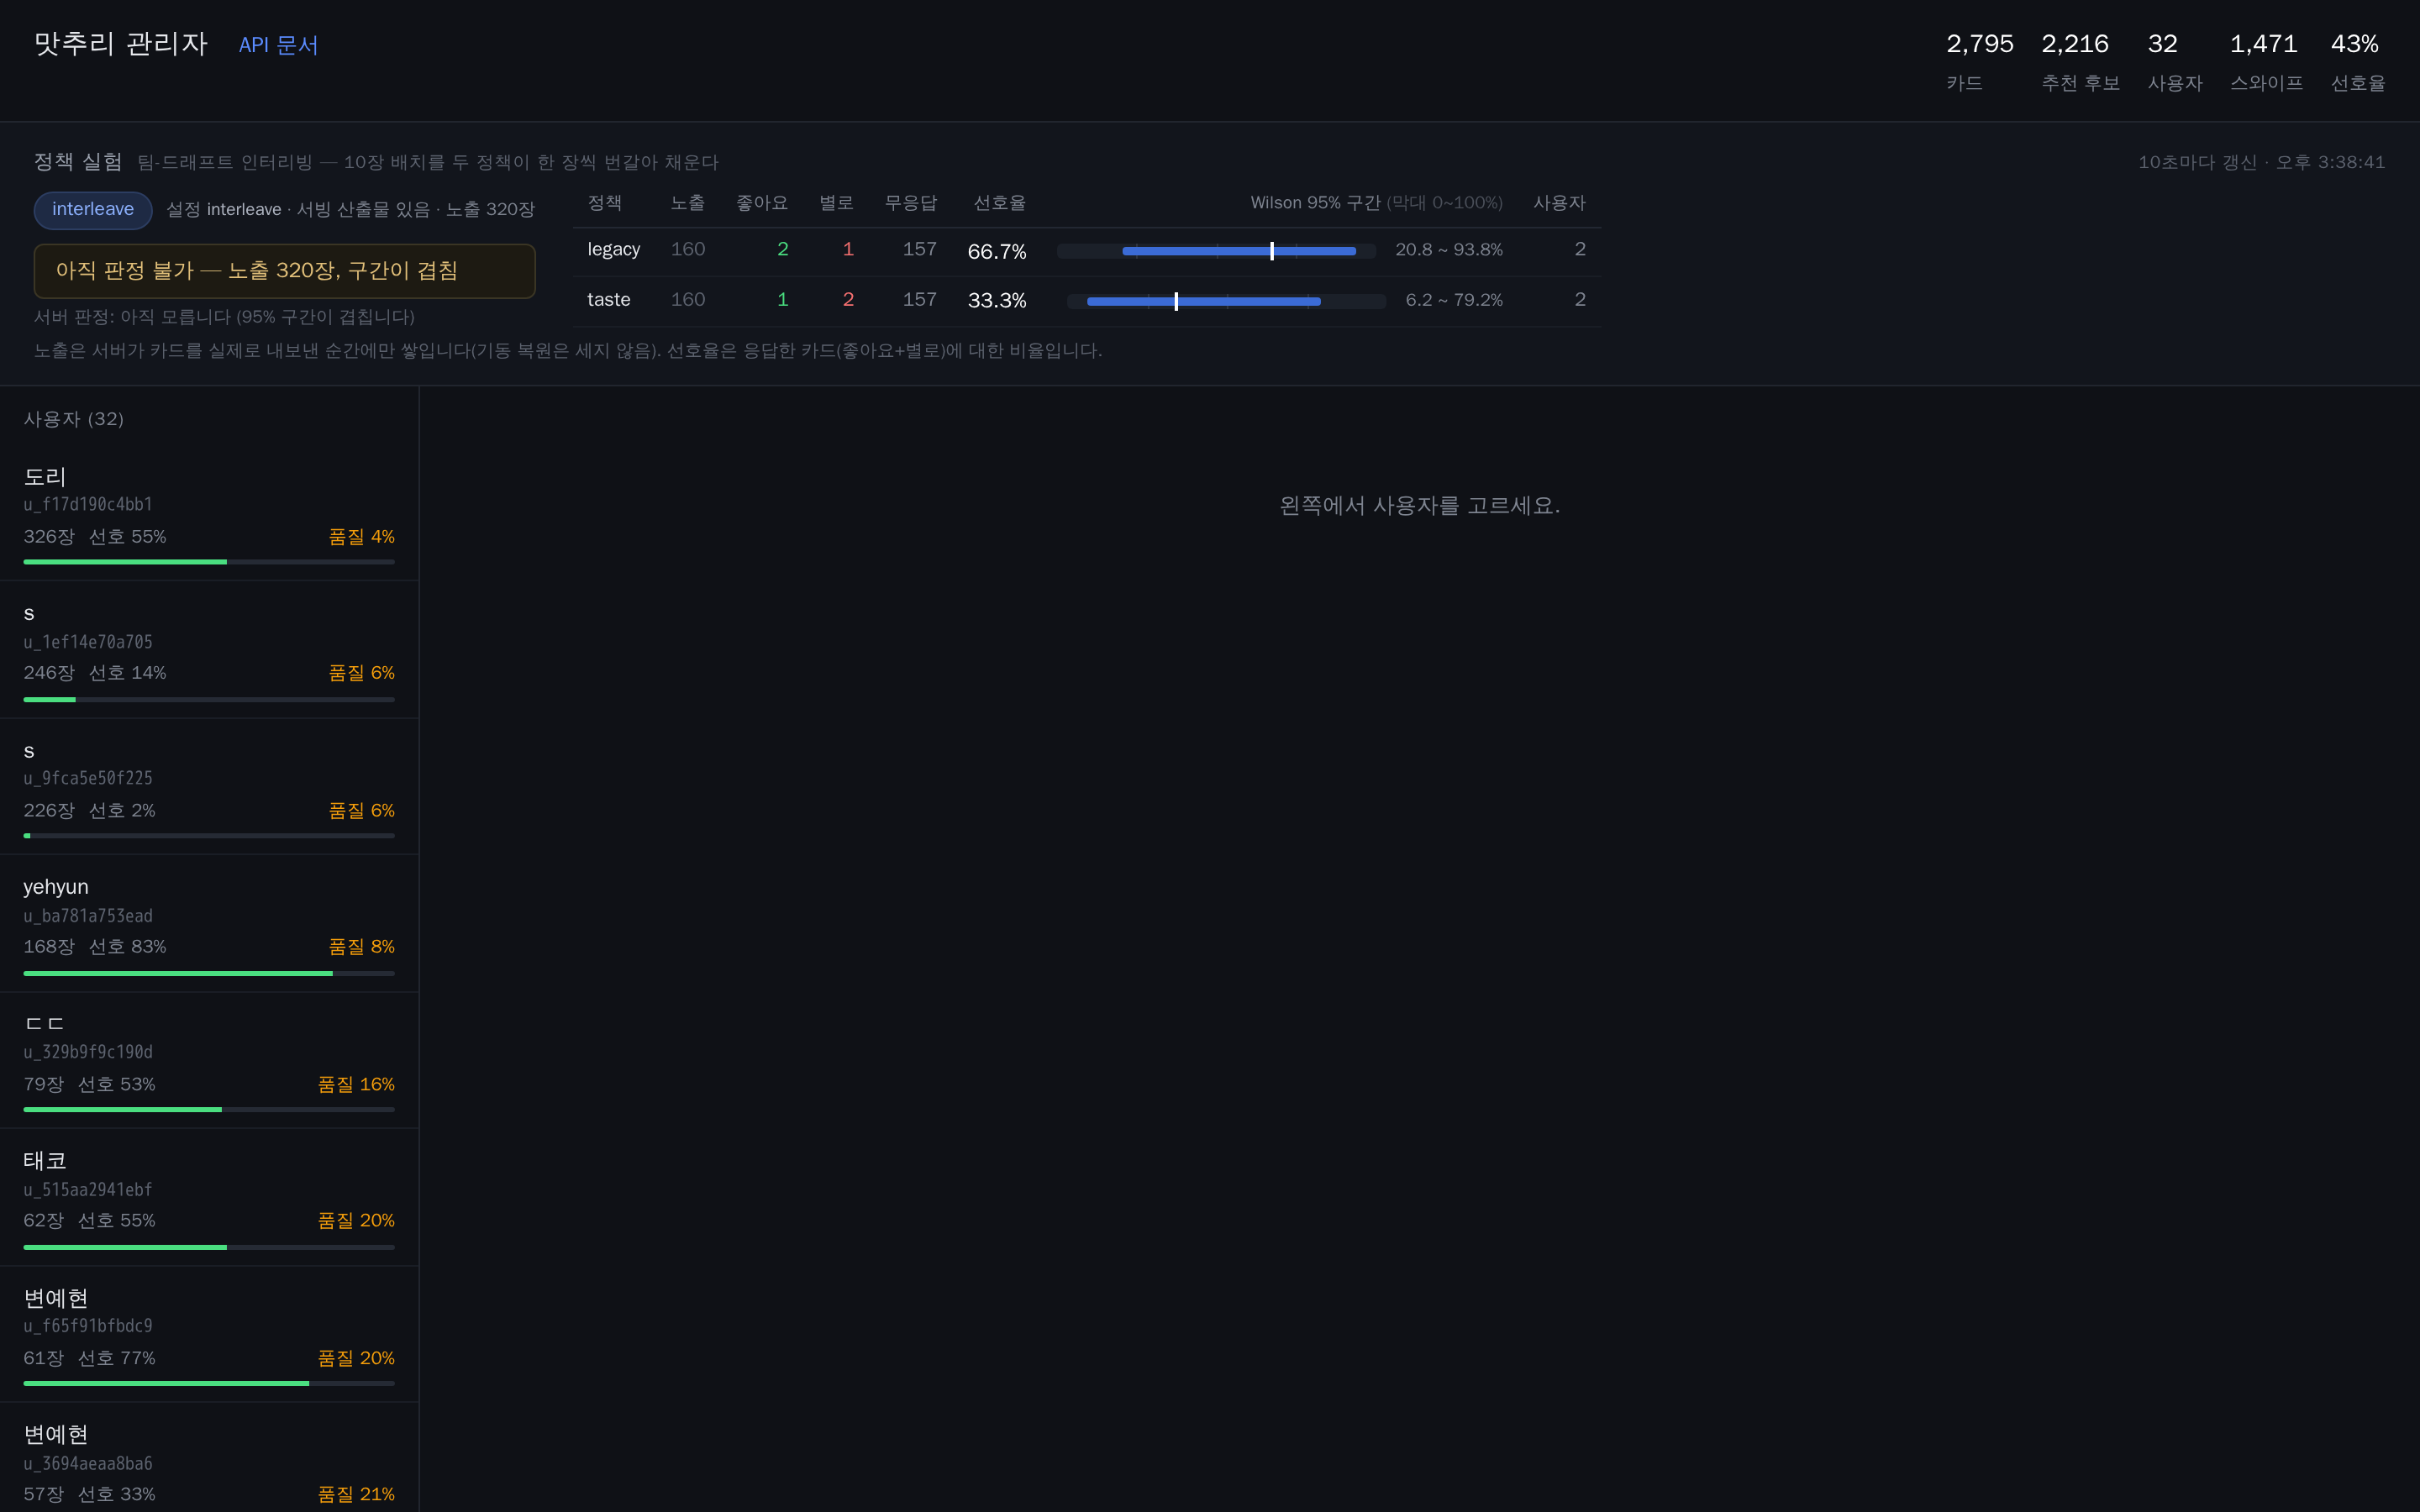 맛추리 관리자 API 문서
2,795 2,216 32 1,471 43%
카드 추천 후보 사용자 스와이프 선호율
정책 실험 팀-드래프트 인터리빙 — 10장 배치를 두 정책이 한 장씩 번갈아 채운다
10초마다 갱신 · 오후 3:38:41
interleave 설정 interleave · 서빙 산출물 있음 · 노출 320장
아직 판정 불가 — 노출 320장, 구간이 겹침
서버 판정: 아직 모릅니다 (95% 구간이 겹칩니다)
정책 노출 좋아요 별로 무응답 선호율 Wilson 95% 구간 (막대 0~100%) 사용자
legacy 160 2 1 157 66.7% 20.8 ~ 93.8% 2
taste 160 1 2 157 33.3% 6.2 ~ 79.2% 2
노출은 서버가 카드를 실제로 내보낸 순간에만 쌓입니다(기동 복원은 세지 않음). 선호율은 응답한 카드(좋아요+별로)에 대한 비율입니다.
사용자 (32)
도리
u_f17d190c4bb1
326장 선호 55% 품질 4%
s
u_1ef14e70a705
246장 선호 14% 품질 6%
s
u_9fca5e50f225
226장 선호 2% 품질 6%
yehyun
u_ba781a753ead
168장 선호 83% 품질 8%
ㄷㄷ
u_329b9f9c190d
79장 선호 53% 품질 16%
태코
u_515aa2941ebf
62장 선호 55% 품질 20%
변예현
u_f65f91bfbdc9
61장 선호 77% 품질 20%
변예현
u_3694aeaa8ba6
57장 선호 33% 품질 21%
왼쪽에서 사용자를 고르세요.